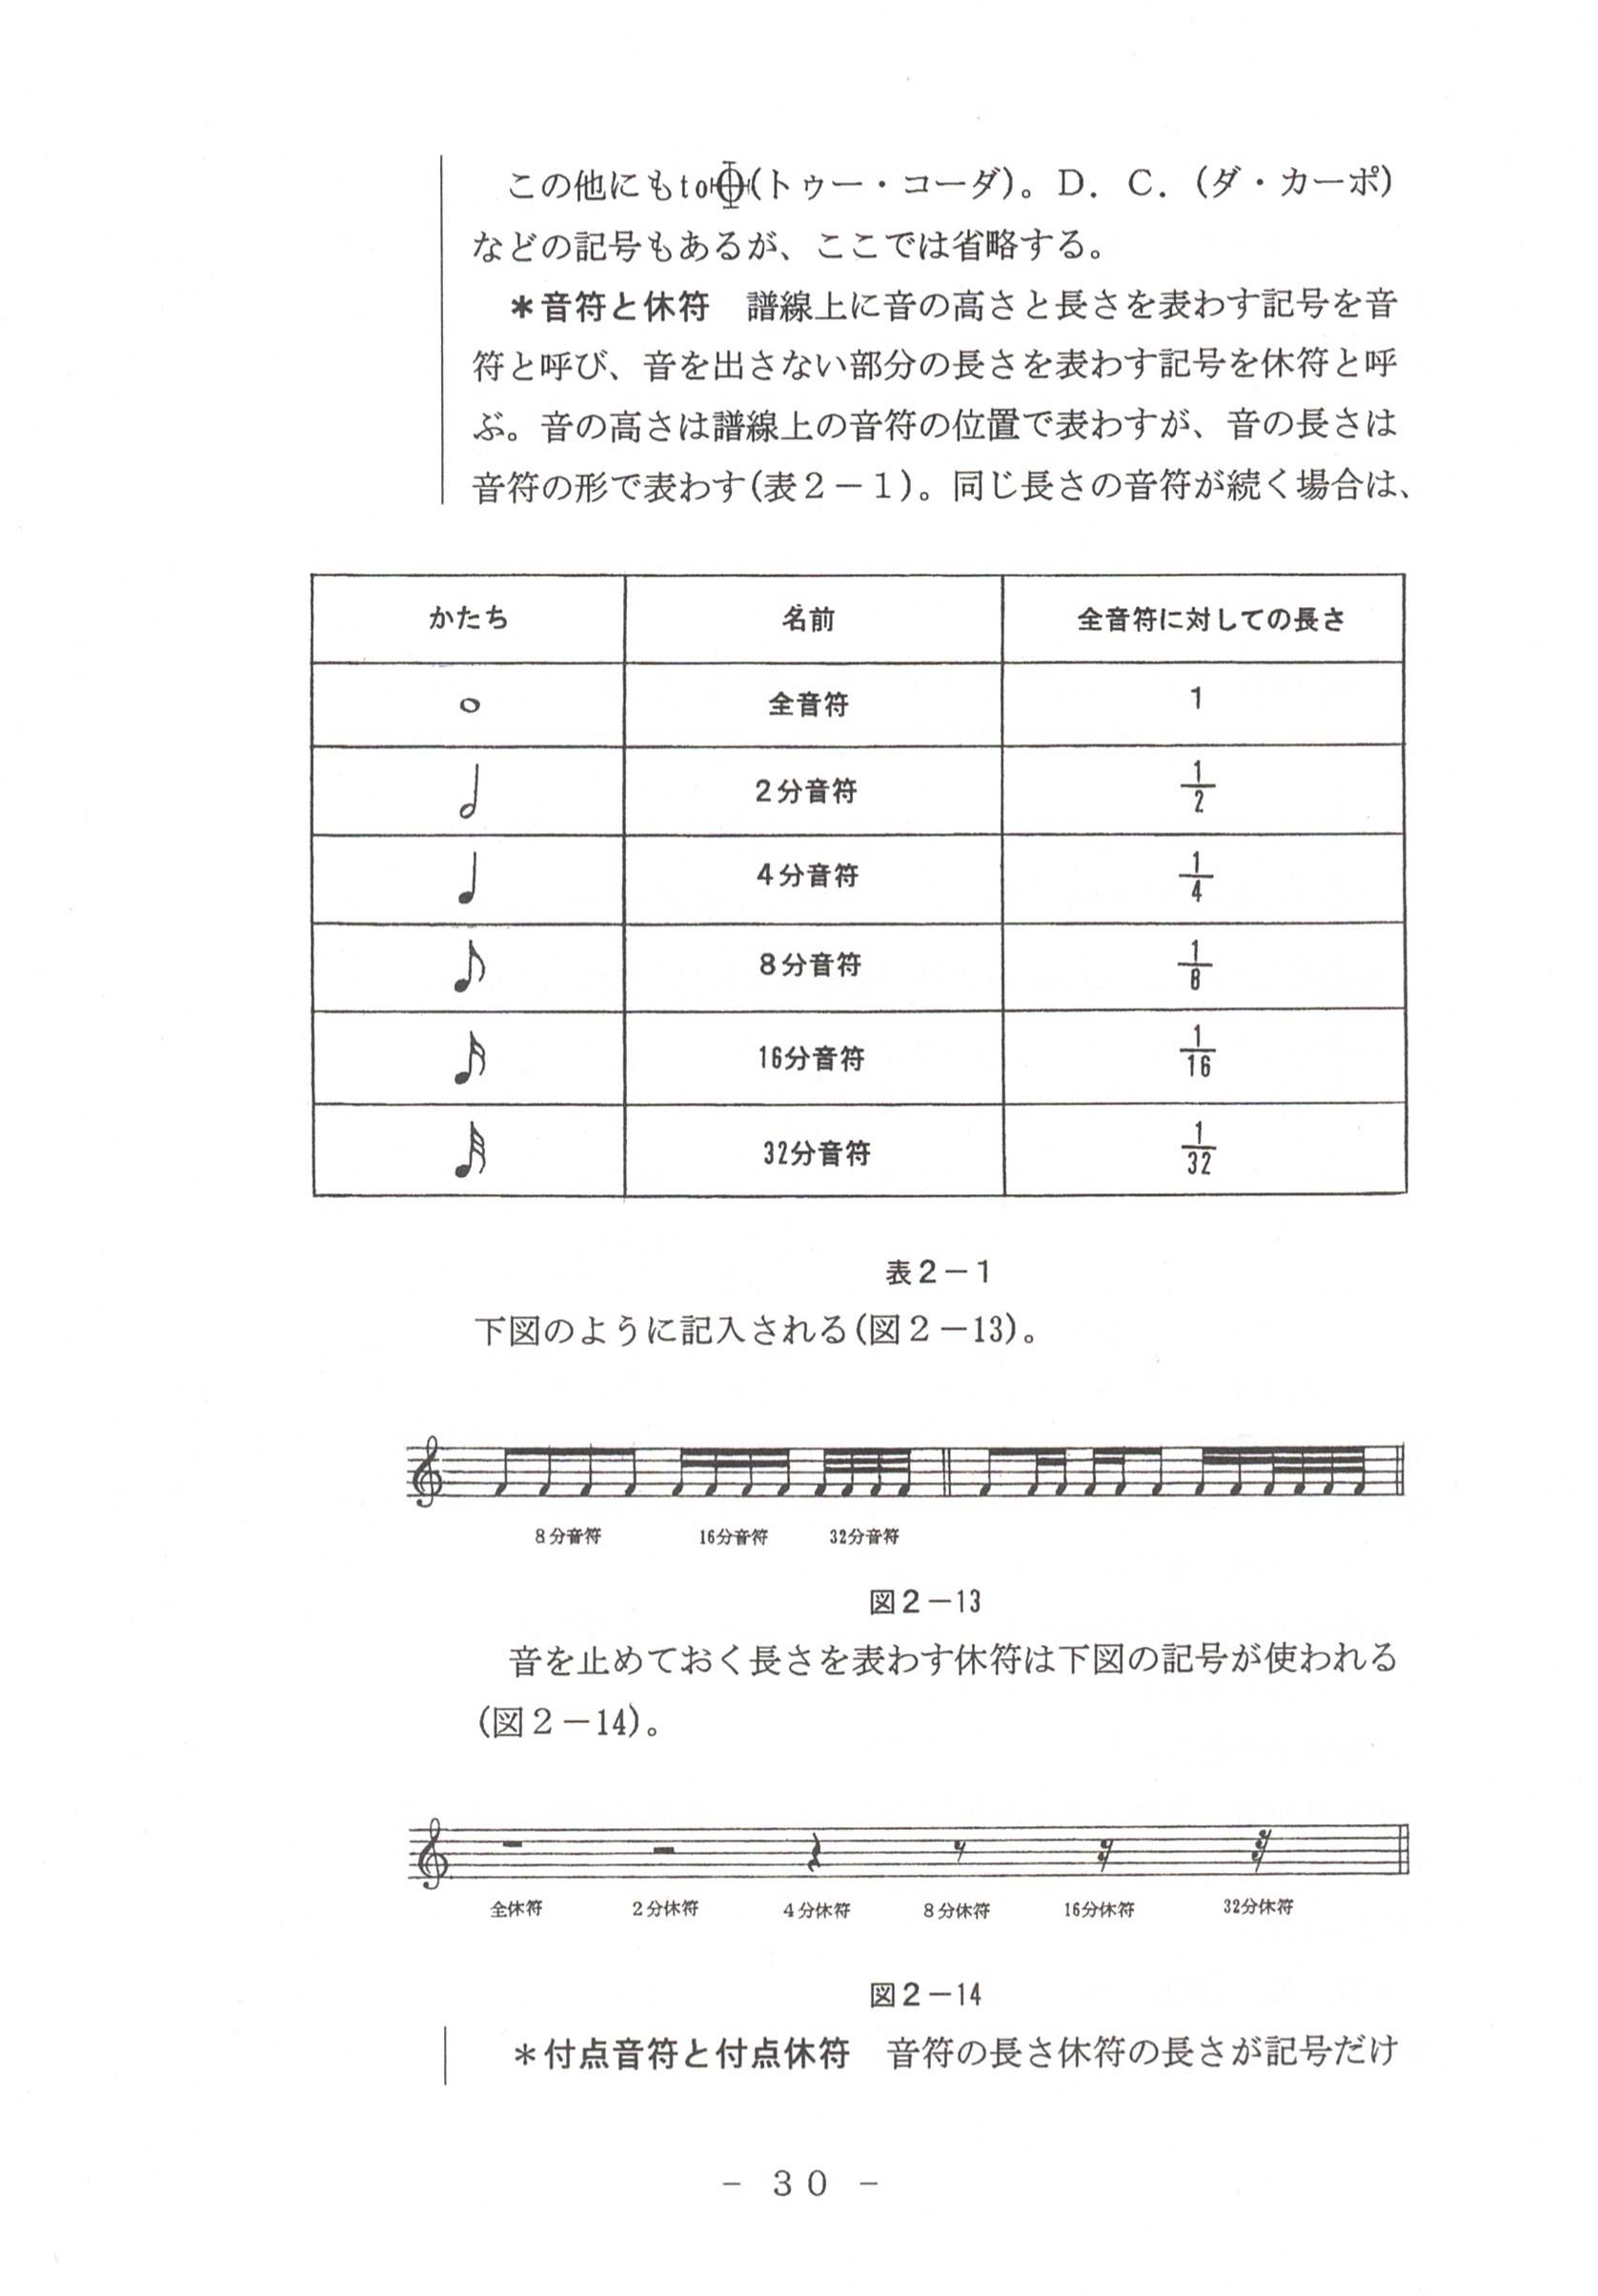 この他にもto𝄌(トゥー・コーダ)。D. C. (ダ・カーポ)
などの記号もあるが、ここでは省略する。
＊音符と休符　譜線上に音の高さと長さを表わす記号を音
符と呼び、音を出さない部分の長さを表わす記号を休符と呼
ぶ。音の高さは譜線上の音符の位置で表わすが、音の長さは
音符の形で表わす(表２－１)。同じ長さの音符が続く場合は、
かたち　名前　全音符に対しての長さ
全音符　1
2分音符　1/2
4分音符　1/4
8分音符　1/8
16分音符　1/16
32分音符　1/32
表２－１
下図のように記入される(図２－13)。
8分音符　16分音符　32分音符
図２－13
音を止めておく長さを表わす休符は下図の記号が使われる
(図２－14)。
全休符　2分休符　4分休符　8分休符　16分休符　32分休符
図２－14
＊付点音符と付点休符　音符の長さ休符の長さが記号だけ
－ 30 －